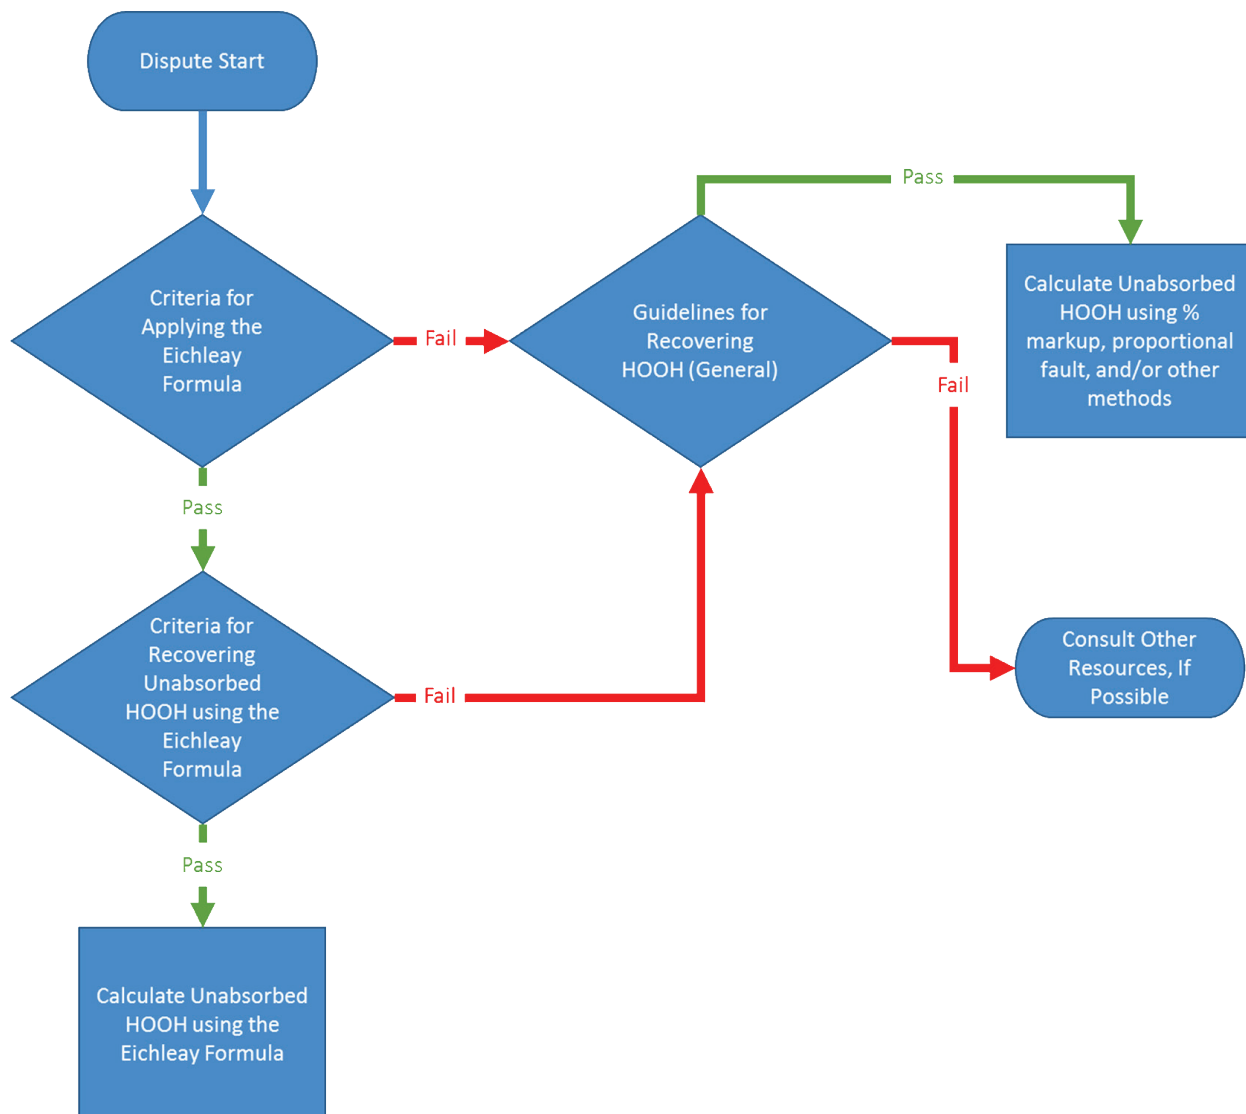 Dispute Start
Criteria for
Applying the
Eichleay
Formula
Fail
Guidelines for
Recovering
HOOH (General)
Pass
Calculate Unabsorbed
HOOH using %
markup, proportional
fault, and/or other
methods
Fail
Pass
Criteria for
Recovering
Unabsorbed
HOOH using the
Eichleay
Formula
Fail
Consult Other
Resources, If
Possible
Pass
Calculate Unabsorbed
HOOH using the
Eichleay Formula